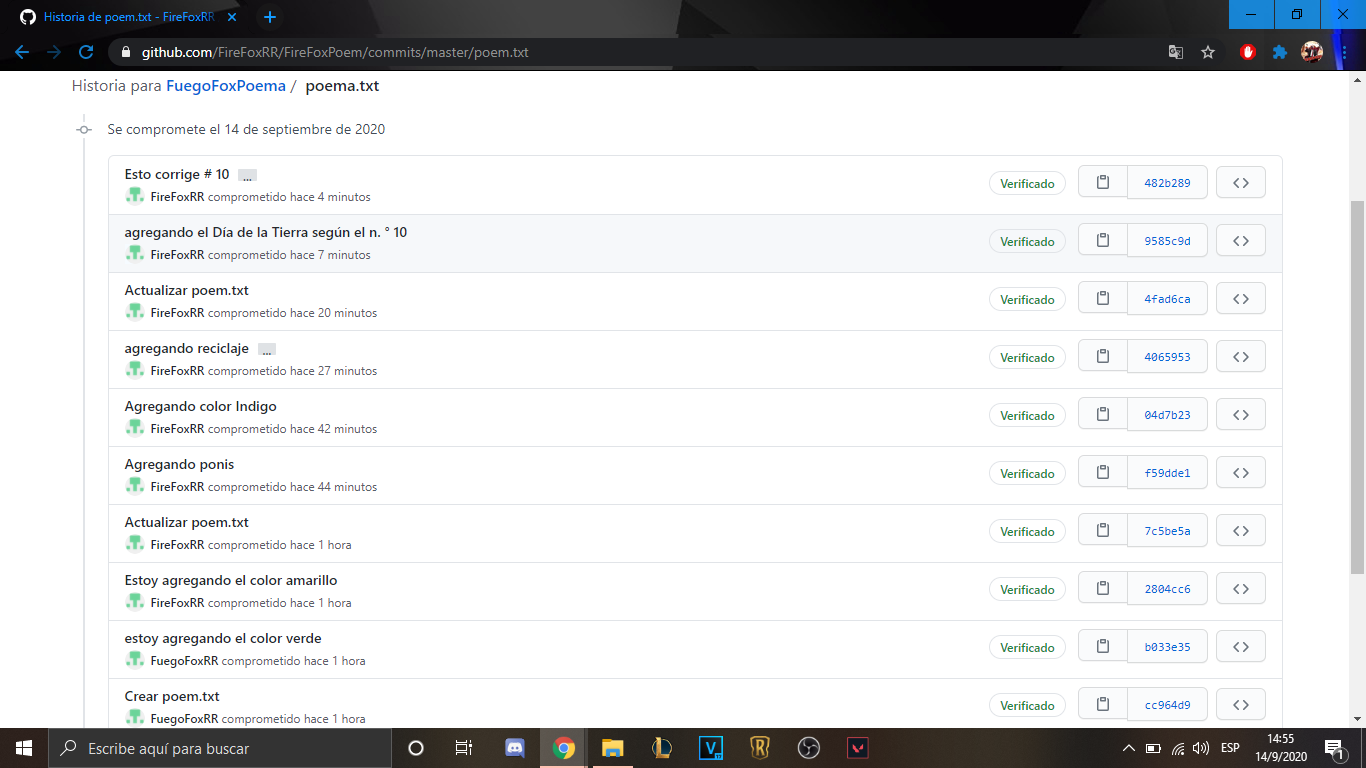 Historia de poem.txt - FireFoxRR
github.com/FireFoxRR/FireFoxPoem/commits/master/poem.txt
Historia para FuegoFoxPoema / poema.txt
Se compromete el 14 de septiembre de 2020
Esto corrige # 10 ...
FireFoxRR comprometido hace 4 minutos
Verificado
482b289
agregando el Día de la Tierra según el n. ° 10
FireFoxRR comprometido hace 7 minutos
Verificado
9585c9d
Actualizar poem.txt
FireFoxRR comprometido hace 20 minutos
Verificado
4fad6ca
agregando reciclaje ...
FireFoxRR comprometido hace 27 minutos
Verificado
4065953
Agregando color Indigo
FireFoxRR comprometido hace 42 minutos
Verificado
04d7b23
Agregando ponis
FireFoxRR comprometido hace 44 minutos
Verificado
f59dde1
Actualizar poem.txt
FireFoxRR comprometido hace 1 hora
Verificado
7c5be5a
Estoy agregando el color amarillo
FireFoxRR comprometido hace 1 hora
Verificado
2804cc6
estoy agregando el color verde
FuegoFoxRR comprometido hace 1 hora
Verificado
b033e35
Crear poem.txt
FuegoFoxRR comprometido hace 1 hora
Verificado
cc964d9
Escribe aquí para buscar
ESP
14:55
14/9/2020
1